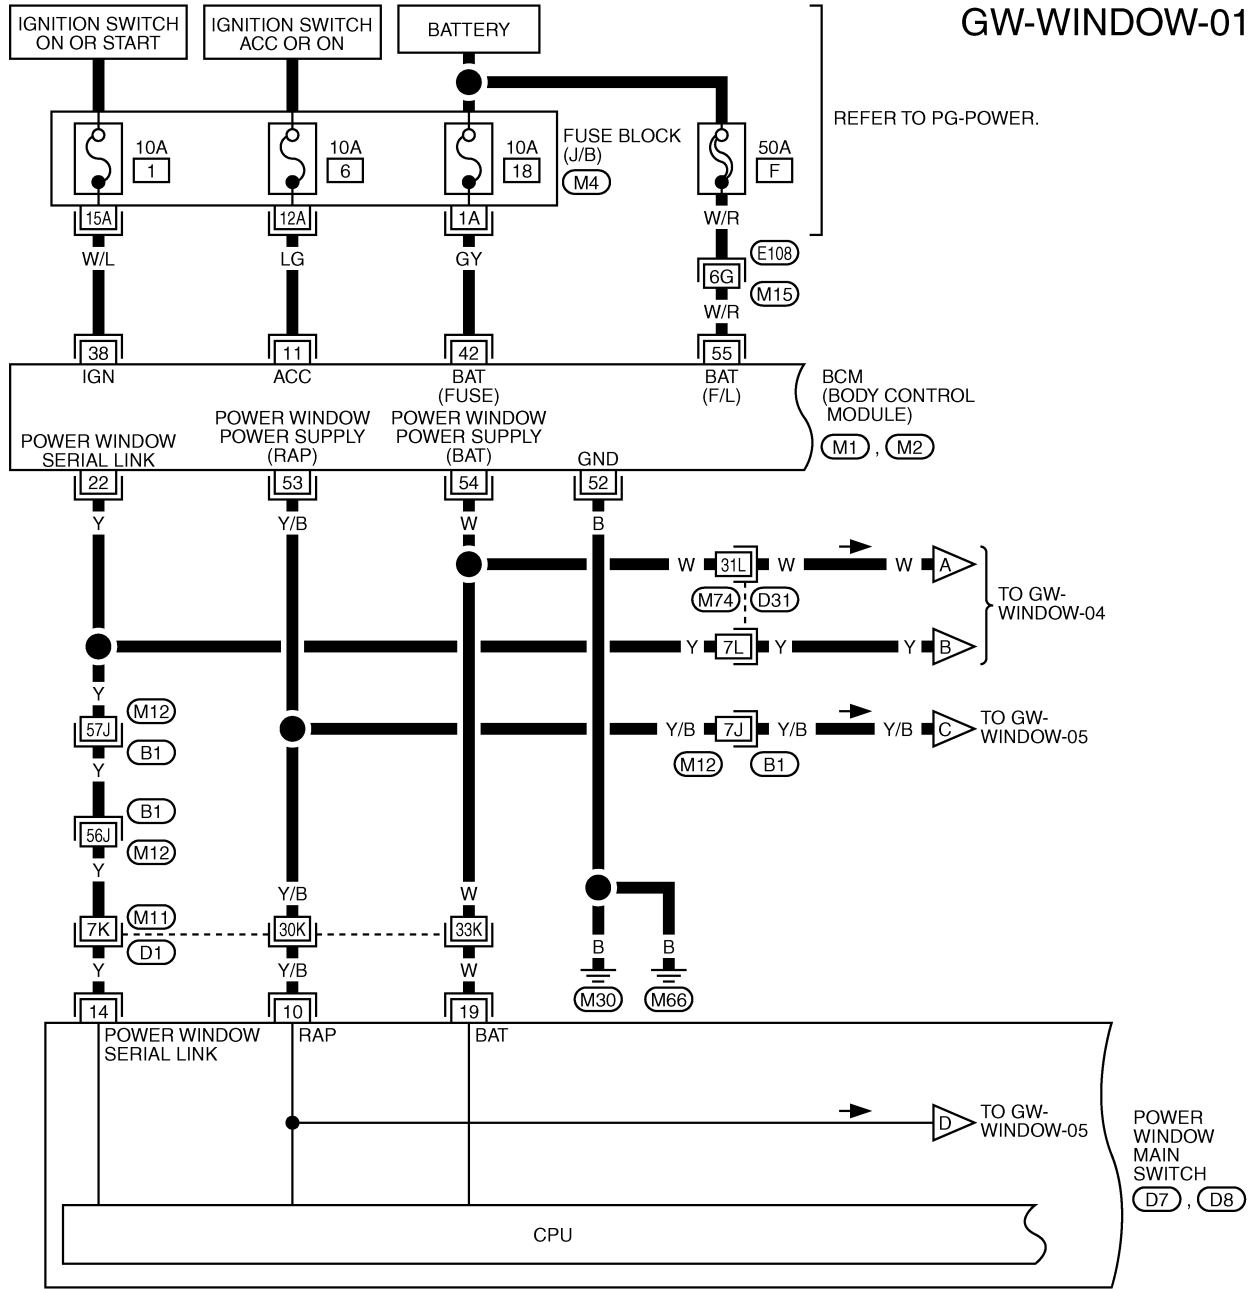 GW-WINDOW-01
IGNITION SWITCH
ON OR START
IGNITION SWITCH
ACC OR ON
BATTERY
REFER TO PG-POWER.
10A
1
10A
6
10A
18
FUSE BLOCK
(J/B)
M4
50A
F
15A
12A
1A
W/R
W/L
LG
GY
E108
6G
M15
W/R
38
11
42
55
IGN
ACC
BAT
(FUSE)
BAT
(F/L)
BCM
(BODY CONTROL
MODULE)
M1 , M2
POWER WINDOW
SERIAL LINK
POWER WINDOW
POWER SUPPLY
(RAP)
POWER WINDOW
POWER SUPPLY
(BAT)
GND
22
53
54
52
Y
Y/B
W
B
W
31L
W
W
A
M74
D31
TO GW-
WINDOW-04
Y
7L
Y
Y
B
Y
M12
57J
B1
Y
Y/B
7J
Y/B
Y/B
C
TO GW-
WINDOW-05
M12
B1
B1
56J
M12
Y
Y/B
W
M11
7K
30K
33K
D1
Y
Y/B
W
B
B
M30
M66
14
10
19
POWER WINDOW
SERIAL LINK
RAP
BAT
D
TO GW-
WINDOW-05
POWER
WINDOW
MAIN
SWITCH
D7 , D8
CPU